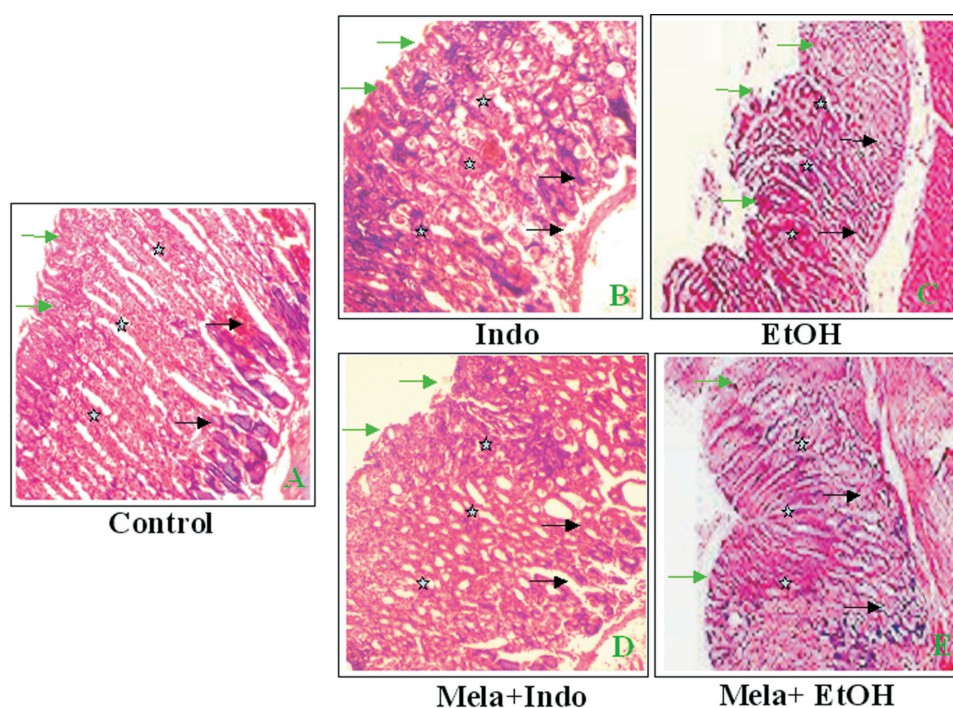 A
Control
B
Indo
C
EtOH
D
Mela+Indo
E
Mela+ EtOH